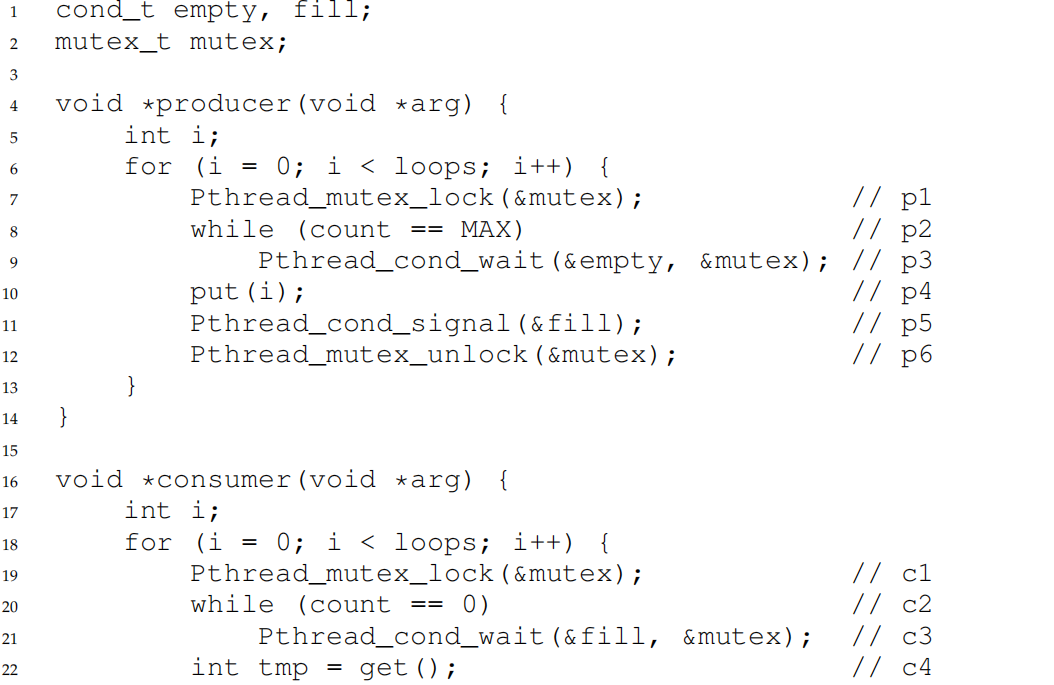 1 cond_t empty, fill;
2 mutex_t mutex;
3
4 void *producer(void *arg) {
5 int i;
6 for (i = 0; i < loops; i++) {
7 Pthread_mutex_lock(&mutex); // p1
8 while (count == MAX) // p2
9 Pthread_cond_wait(&empty, &mutex); // p3
10 put(i); // p4
11 Pthread_cond_signal(&fill); // p5
12 Pthread_mutex_unlock(&mutex); // p6
13 }
14 }
15
16 void *consumer(void *arg) {
17 int i;
18 for (i = 0; i < loops; i++) {
19 Pthread_mutex_lock(&mutex); // c1
20 while (count == 0) // c2
21 Pthread_cond_wait(&fill, &mutex); // c3
22 int tmp = get(); // c4